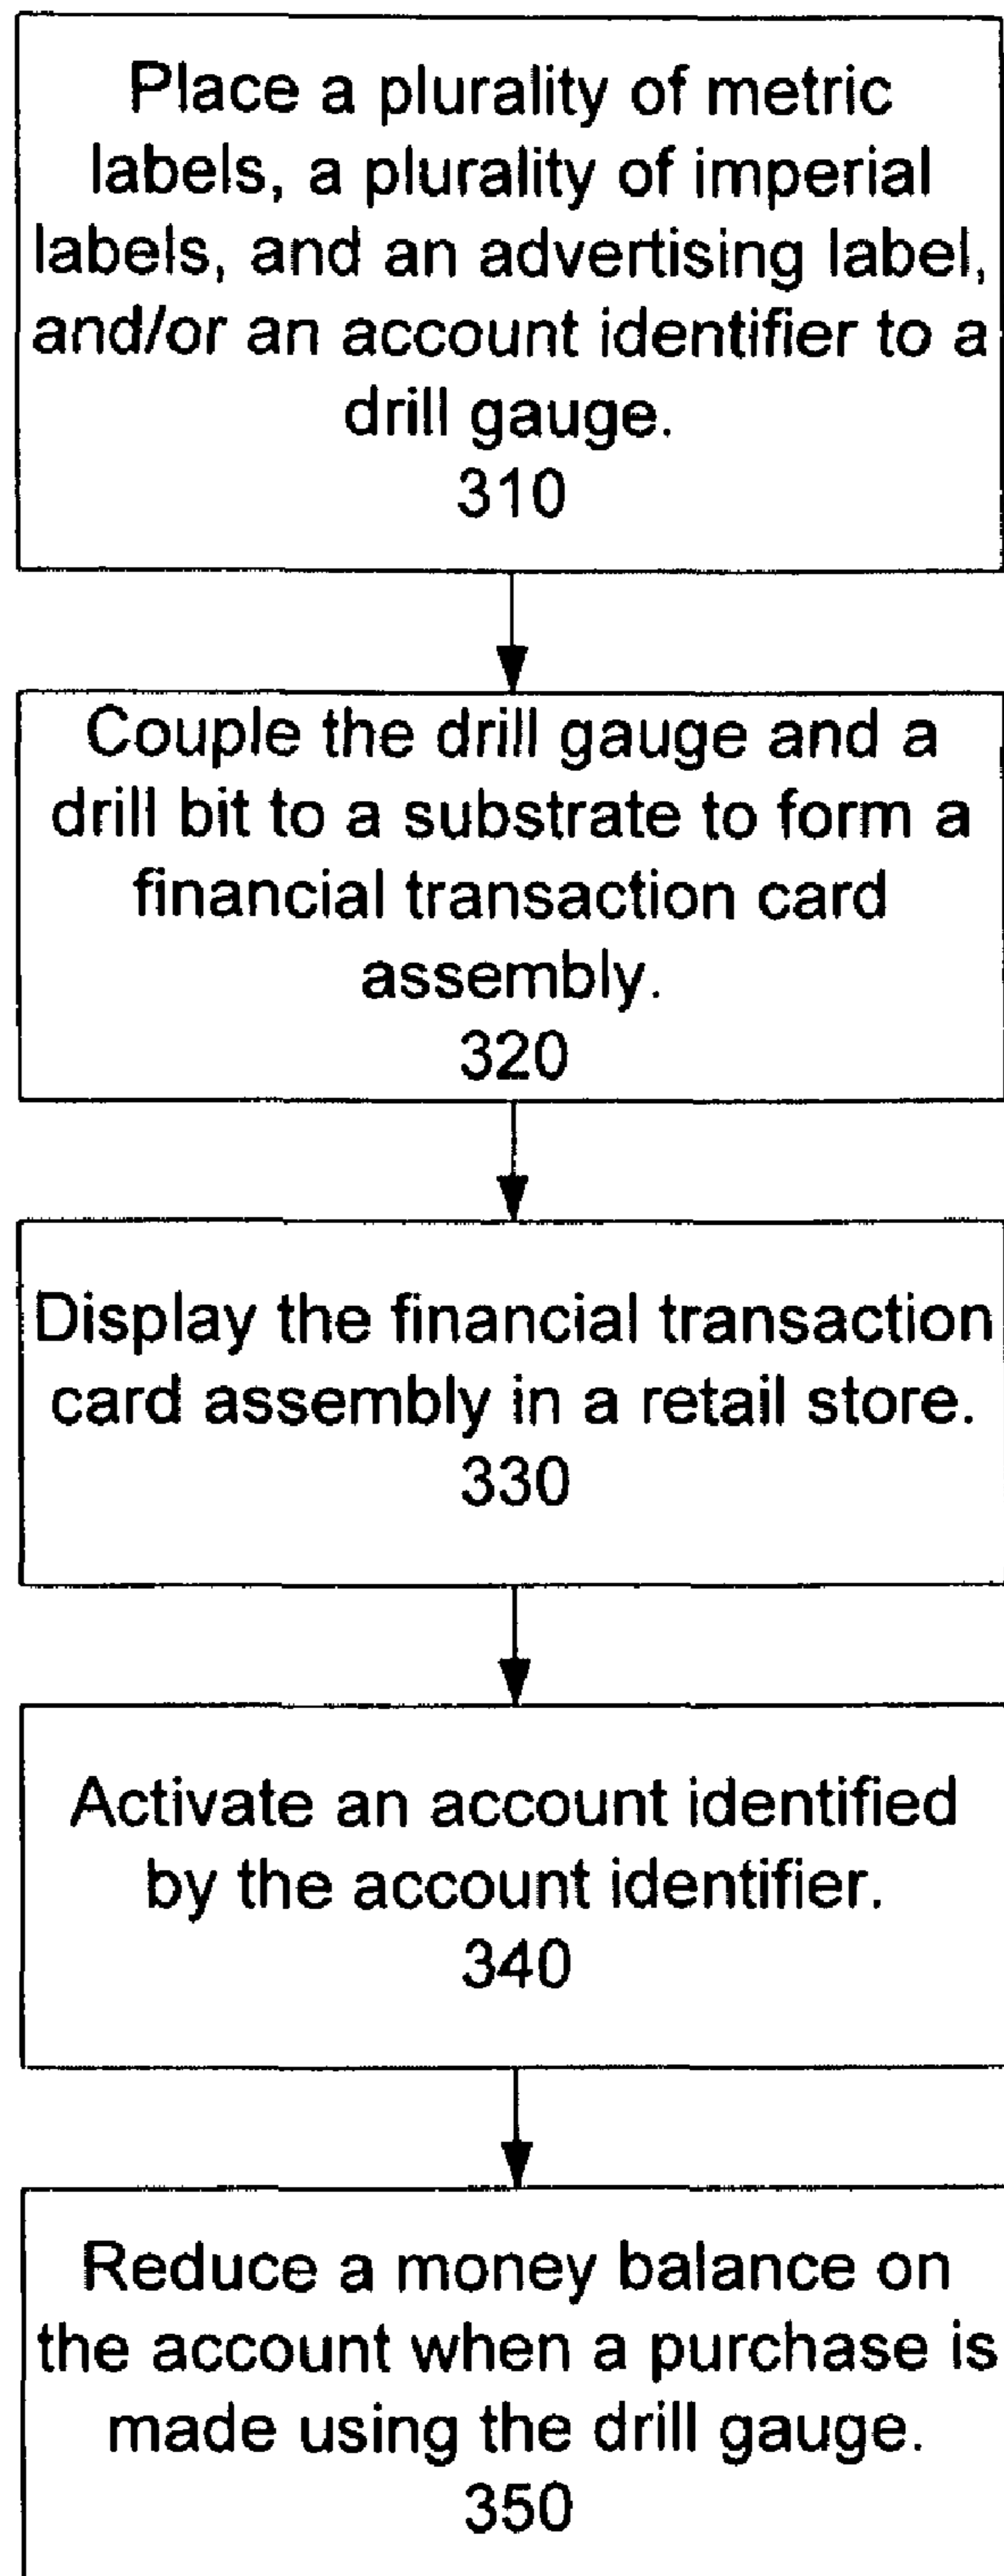 Place a plurality of metric
labels, a plurality of imperial
labels, and an advertising label,
and/or an account identifier to a
drill gauge.
310
Couple the drill gauge and a
drill bit to a substrate to form a
financial transaction card
assembly.
320
Display the financial transaction
card assembly in a retail store.
330
Activate an account identified
by the account identifier.
340
Reduce a money balance on
the account when a purchase is
made using the drill gauge.
350